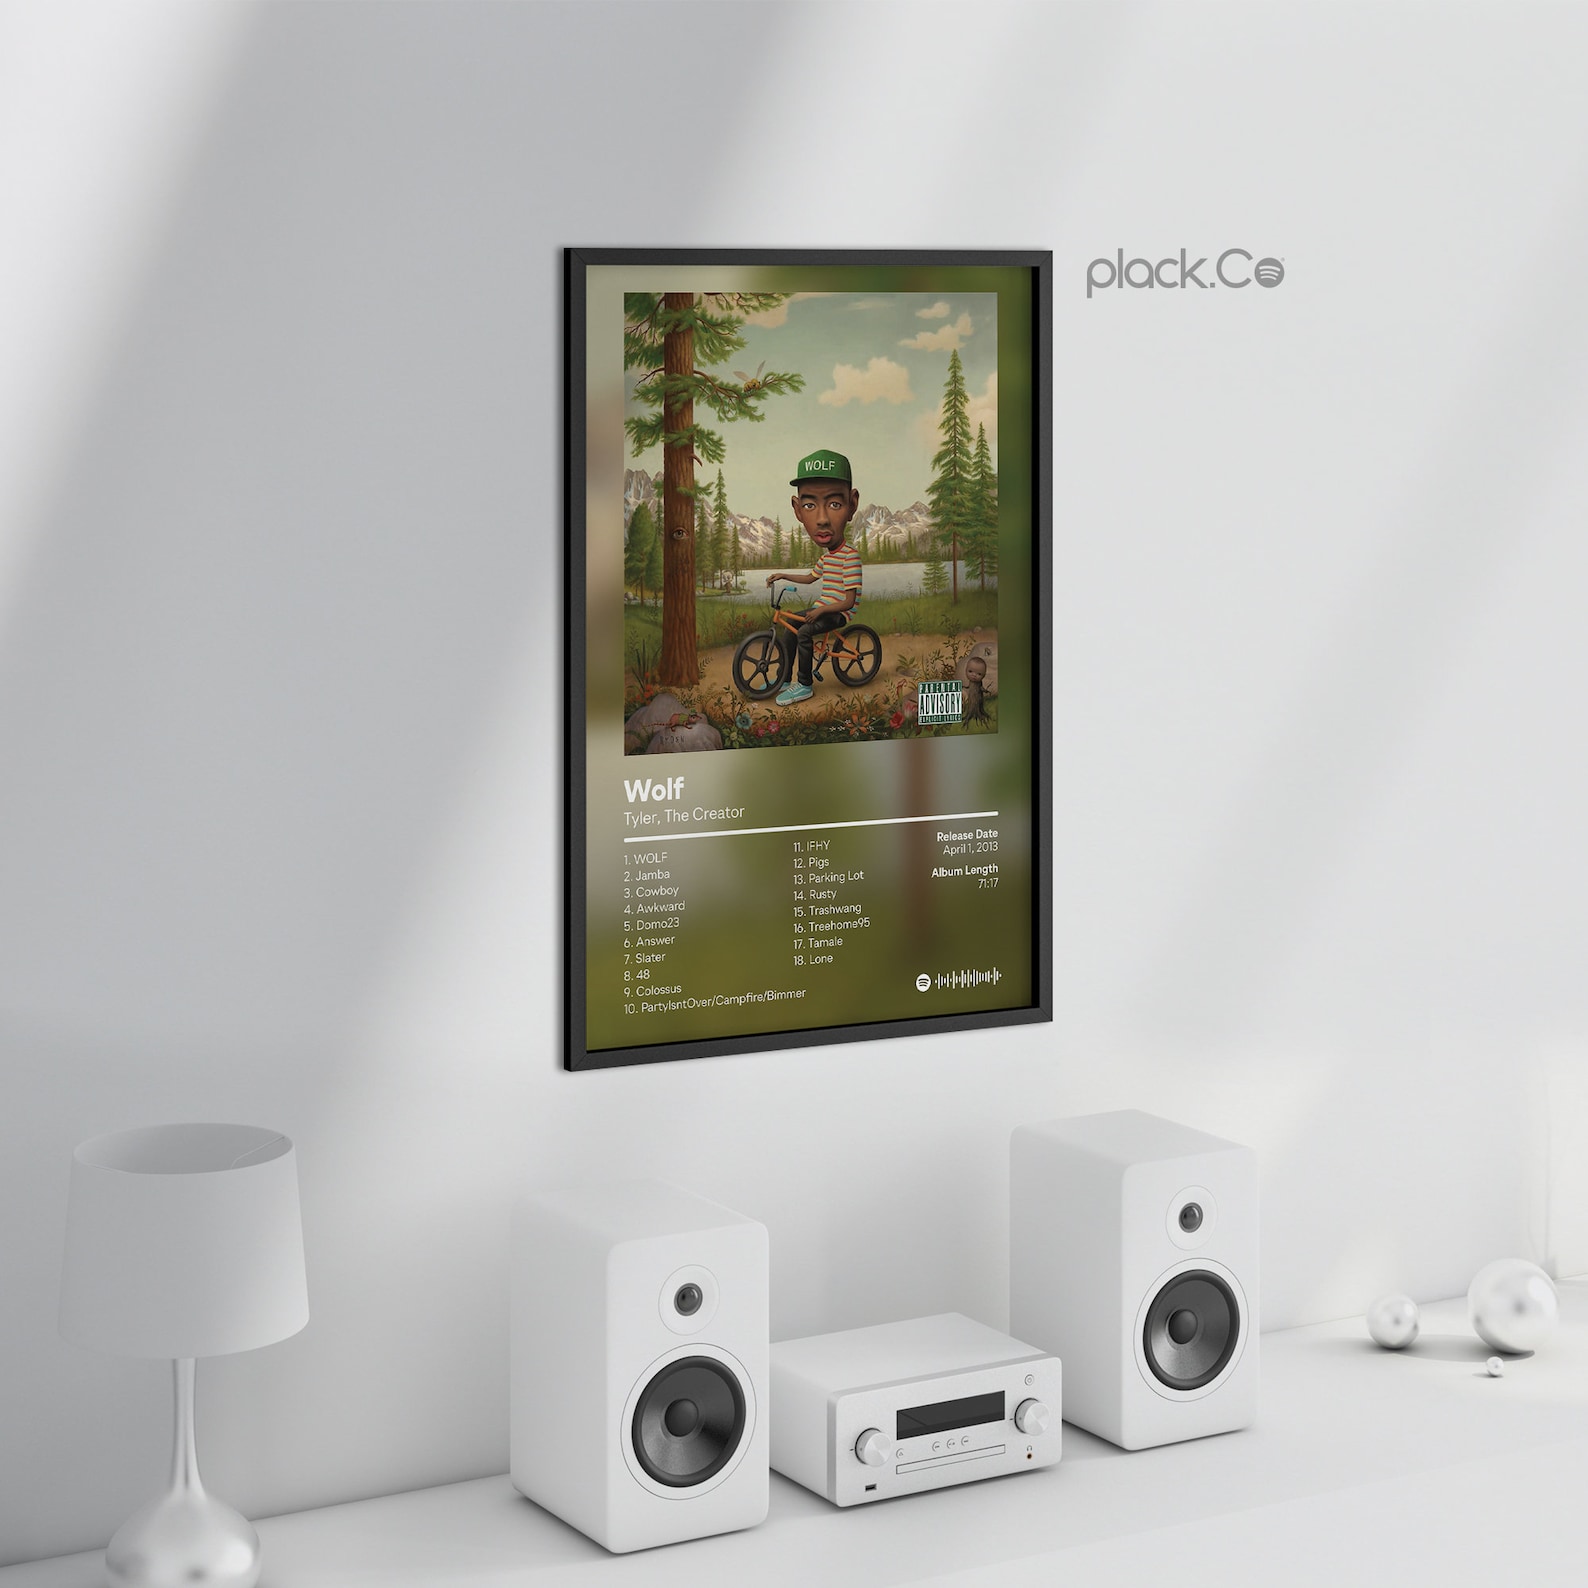 plack.Co
WOLF
PARENTAL
ADVISORY
EXPLICIT LYRICS
Wolf
Tyler, The Creator
1. WOLF
2. Jamba
3. Cowboy
4. Awkward
5. Domo23
6. Answer
7. Slater
8. 48
9. Colossus
10. PartyIsntOver/Campfire/Bimmer
11. IFHY
12. Pigs
13. Parking Lot
14. Rusty
15. Trashwang
16. Treehome95
17. Tamale
18. Lone
Release Date
April 1, 2013
Album Length
71:17